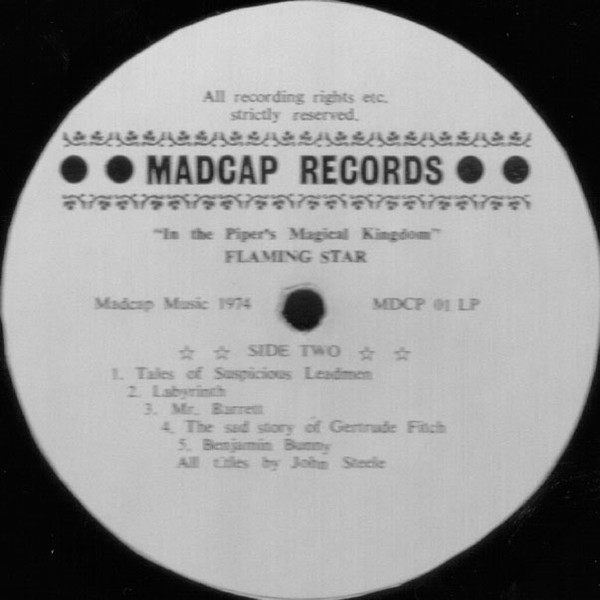 All recording rights etc.
strictly reserved.
MADCAP RECORDS
"In the Piper's Magical Kingdom"
FLAMING STAR
Madcap Music 1974 MDCP 01 LP
☆ ☆ SIDE TWO ☆ ☆
1. Tales of Suspicious Leadmen
2. Labyrinth
3. Mr. Barrett
4. The sad story of Gertrude Fitch
5. Benjamin Bunny
All titles by John Steele